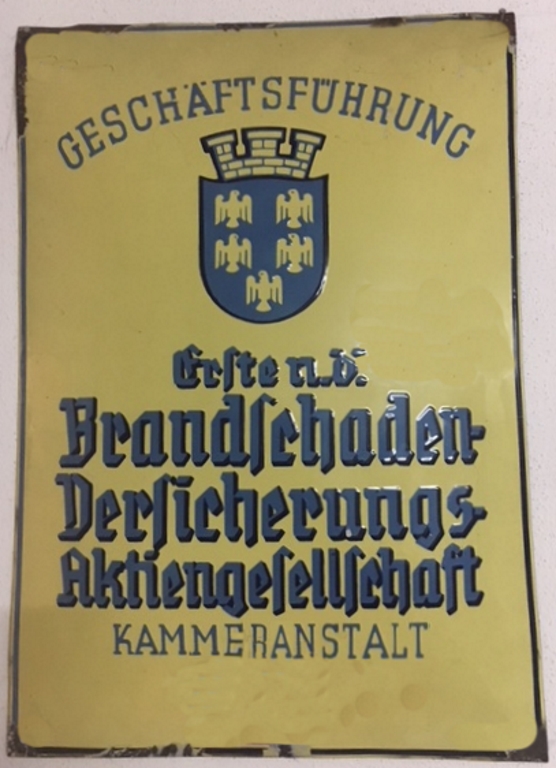 GESCHÄFTSFÜHRUNG
Erste n.ö.
Brandschaden-
Versicherungs-
Aktiengesellschaft
KAMMERANSTALT